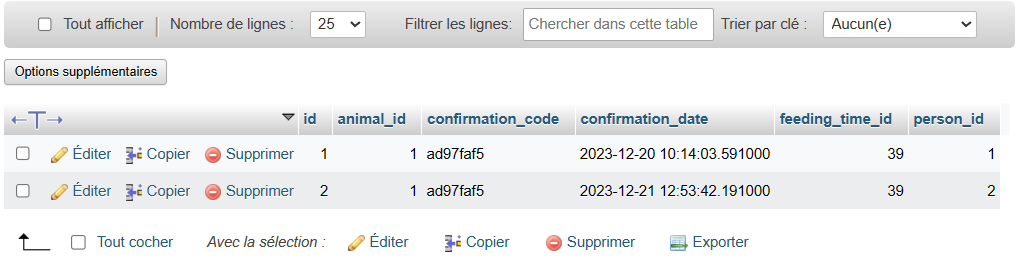 Tout afficher | Nombre de lignes : 25 Filtrer les lignes: Chercher dans cette table Trier par clé : Aucun(e)
Options supplémentaires
←T→ id animal_id confirmation_code confirmation_date feeding_time_id person_id
Éditer Copier Supprimer 1 1 ad97faf5 2023-12-20 10:14:03.591000 39 1
Éditer Copier Supprimer 2 1 ad97faf5 2023-12-21 12:53:42.191000 39 2
Tout cocher Avec la sélection : Éditer Copier Supprimer Exporter